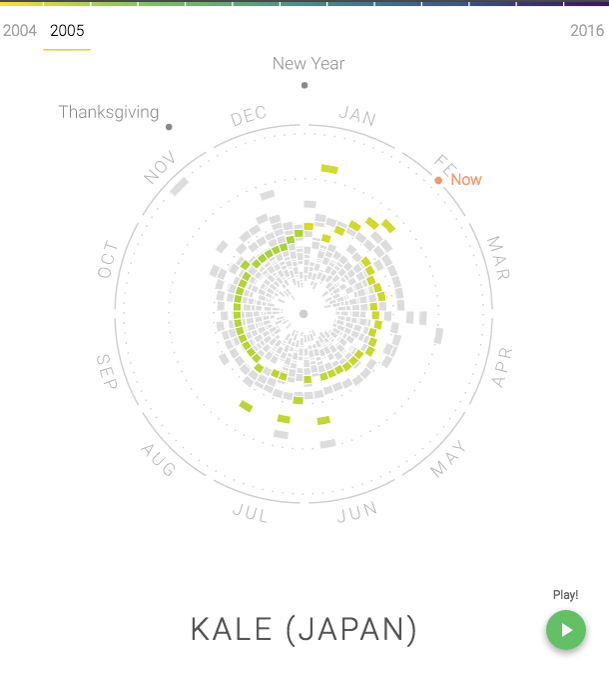 2004 2005 2016
New Year
Thanksgiving
DEC JAN
NOV FE
Now
OCT MAR
SEP APR
AUG MAY
JUL JUN
Play!
KALE (JAPAN)